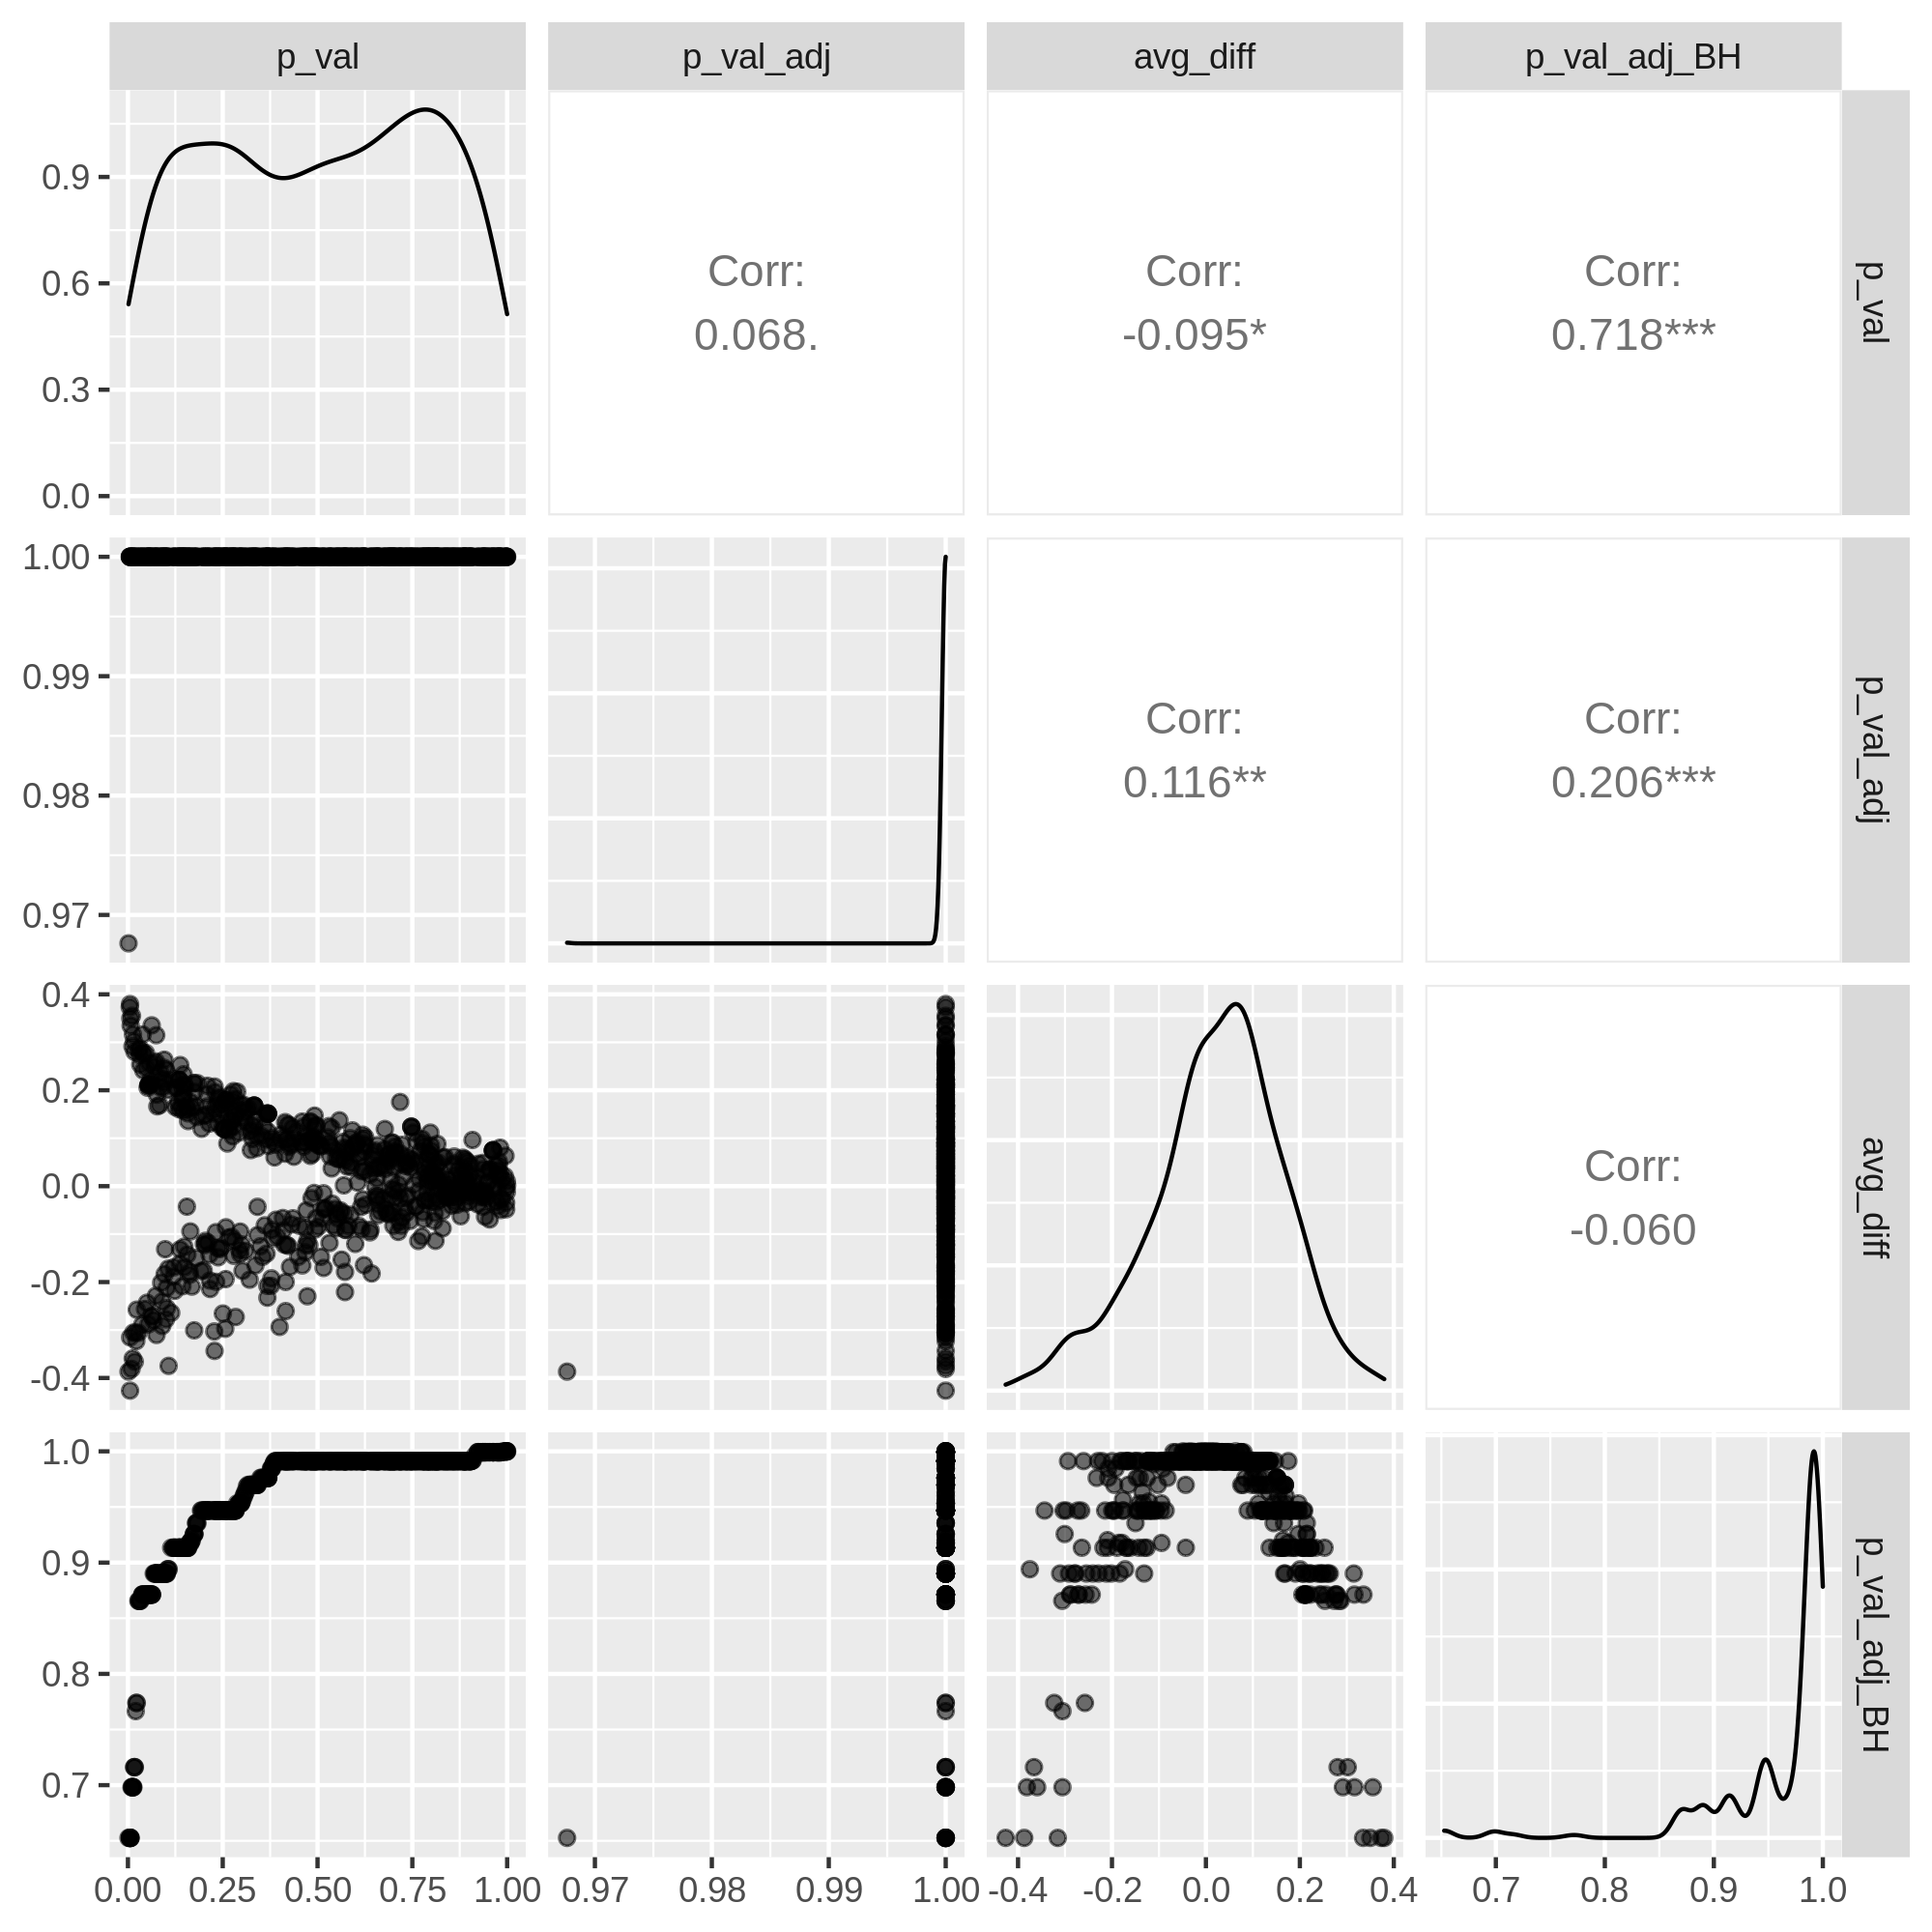 p_val p_val_adj avg_diff p_val_adj_BH
0.9
0.6
0.3
0.0
Corr:
0.068.
Corr:
-0.095*
Corr:
0.718***
p_val
1.00
0.99
0.98
0.97
Corr:
0.116**
Corr:
0.206***
p_val_adj
0.4
0.2
0.0
-0.2
-0.4
Corr:
-0.060
avg_diff
1.0
0.9
0.8
0.7
p_val_adj_BH
0.00 0.25 0.50 0.75 1.00 0.97 0.98 0.99 1.00 -0.4 -0.2 0.0 0.2 0.4 0.7 0.8 0.9 1.0